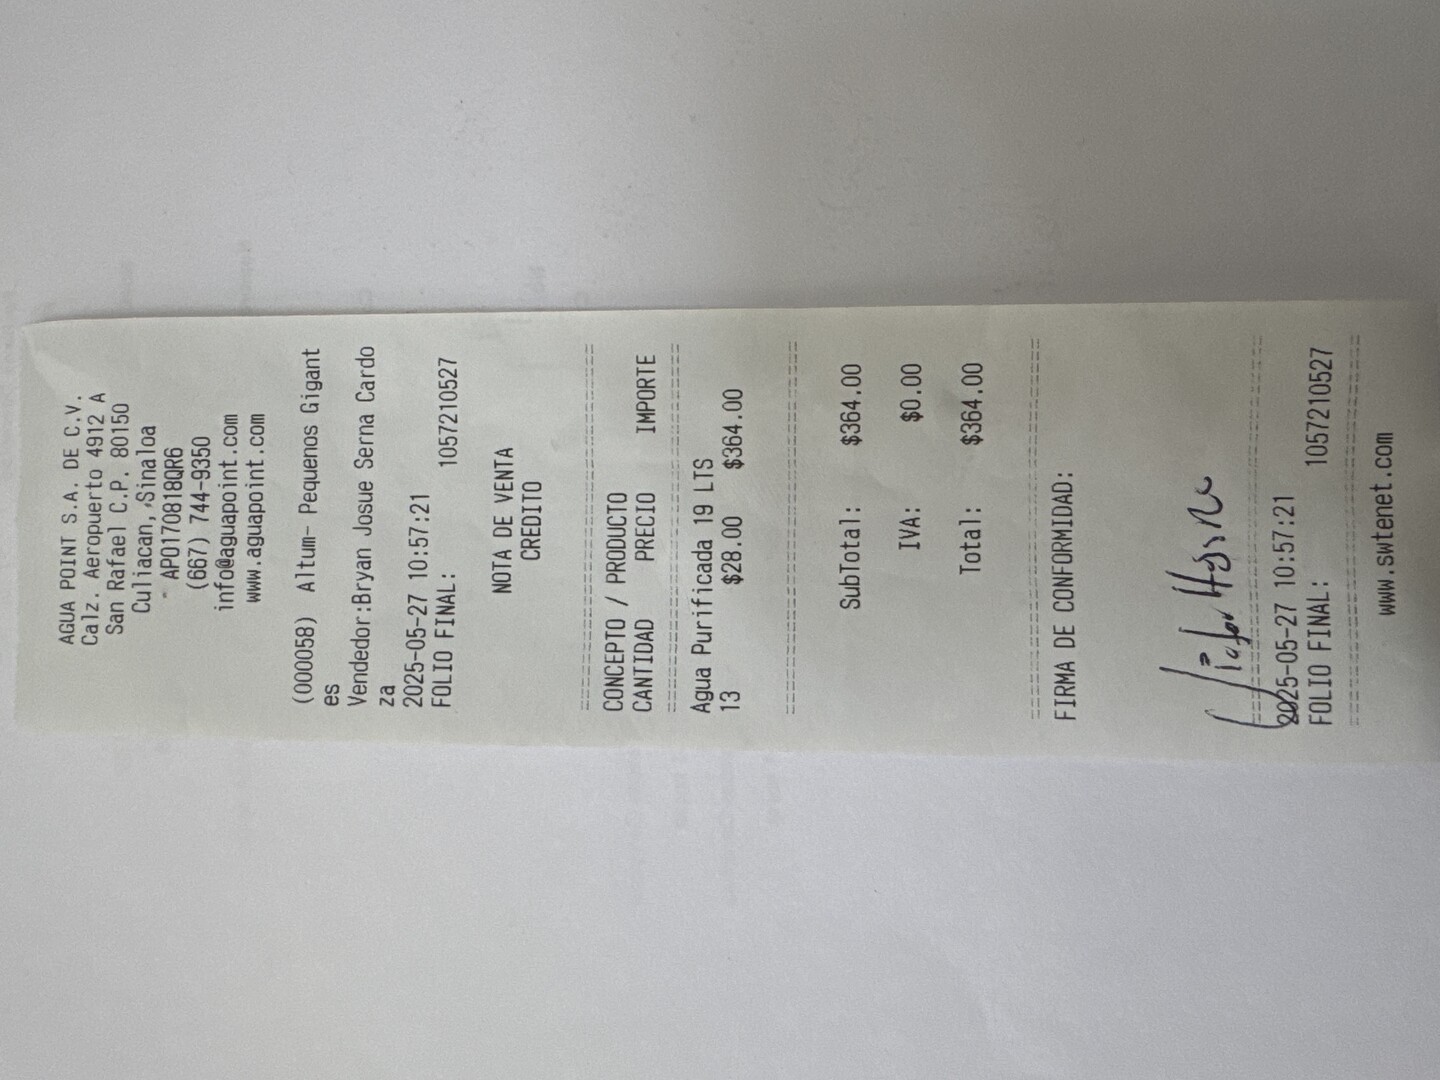 AGUA POINT S.A. DE C.V.
Calz. Aeropuerto 4912 A
San Rafael C.P. 80150
Culiacan, Sinaloa
APO170818QR6
(667) 744-9350
info@aguapoint.com
www.aguapoint.com
(000058) Altum- Pequenos Gigant
es
Vendedor:Bryan Josue Serna Cardo
za
2025-05-27 10:57:21
FOLIO FINAL: 1057210527
NOTA DE VENTA
CREDITO
CONCEPTO / PRODUCTO
CANTIDAD PRECIO IMPORTE
Agua Purificada 19 LTS
13 $28.00 $364.00
SubTotal: $364.00
IVA: $0.00
Total: $364.00
FIRMA DE CONFORMIDAD:
2025-05-27 10:57:21
FOLIO FINAL: 1057210527
www.swtenet.com